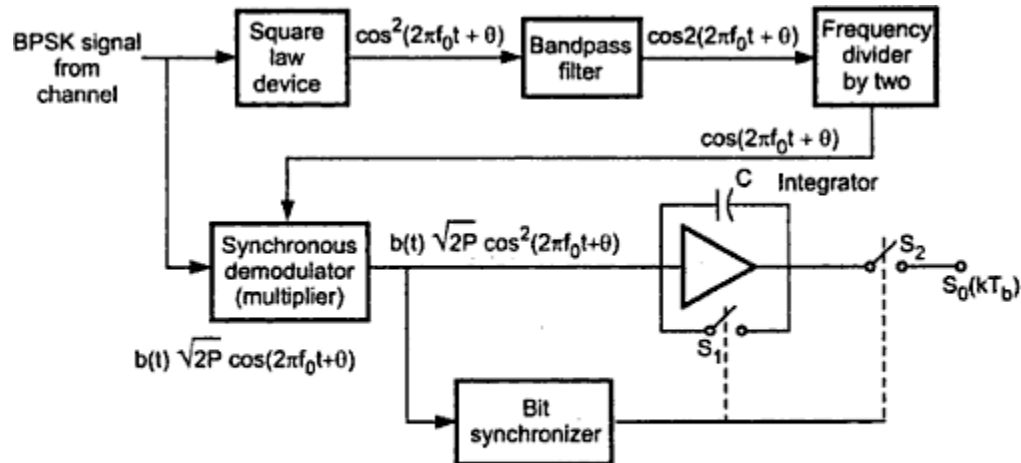 BPSK signal
from
channel
Square
law
device
cos²(2πf₀t + θ)
Bandpass
filter
cos2(2πf₀t + θ)
Frequency
divider
by two
cos(2πf₀t + θ)
C
Integrator
Synchronous
demodulator
(multiplier)
b(t) √2P cos²(2πf₀t+θ)
S₂
S₀(kT_b)
S₁
b(t) √2P cos(2πf₀t+θ)
Bit
synchronizer